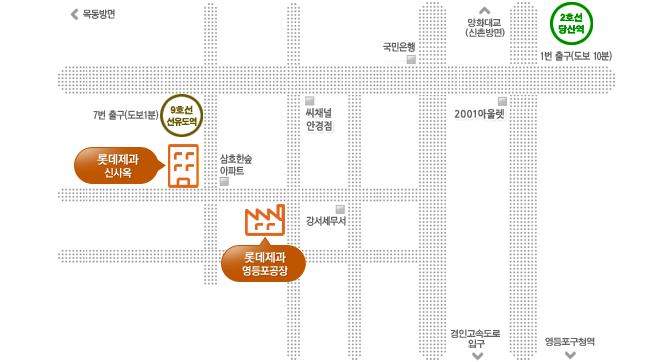 목동방면
양화대교
(신촌방면)
2호선
당산역
국민은행
1번 출구(도보 10분)
7번 출구(도보1분)
9호선
선유도역
씨채널
안경점
2001아울렛
롯데제과
신사옥
삼호한숲
아파트
강서세무서
롯데제과
영등포공장
경인고속도로
입구
영등포구청역